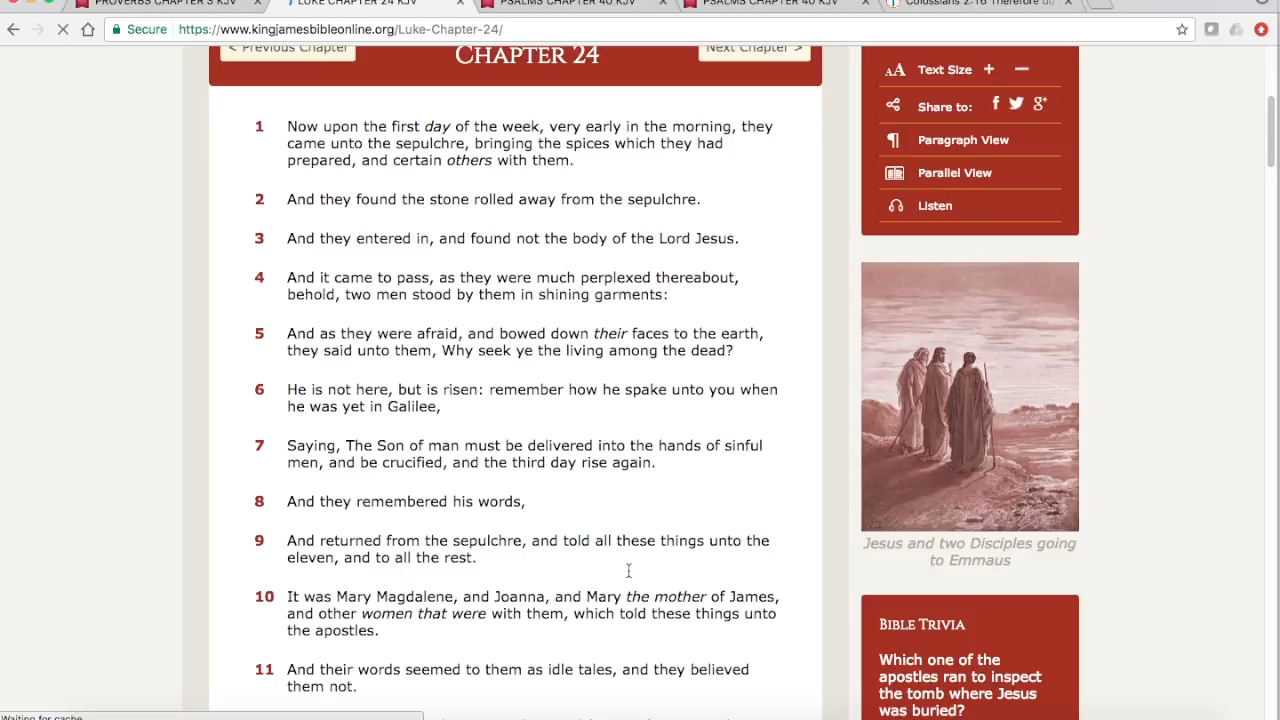 PROVERBS CHAPTER 3 KJV
LUKE CHAPTER 24 KJV
PSALMS CHAPTER 40 KJV
PSALMS CHAPTER 40 KJV
Colossians 2:16 Therefore do
Secure
https://www.kingjamesbibleonline.org/Luke-Chapter-24/
< Previous Chapter
Chapter 24
Next Chapter >
1 Now upon the first day of the week, very early in the morning, they
came unto the sepulchre, bringing the spices which they had
prepared, and certain others with them.
2 And they found the stone rolled away from the sepulchre.
3 And they entered in, and found not the body of the Lord Jesus.
4 And it came to pass, as they were much perplexed thereabout,
behold, two men stood by them in shining garments:
5 And as they were afraid, and bowed down their faces to the earth,
they said unto them, Why seek ye the living among the dead?
6 He is not here, but is risen: remember how he spake unto you when
he was yet in Galilee,
7 Saying, The Son of man must be delivered into the hands of sinful
men, and be crucified, and the third day rise again.
8 And they remembered his words,
9 And returned from the sepulchre, and told all these things unto the
eleven, and to all the rest.
10 It was Mary Magdalene, and Joanna, and Mary the mother of James,
and other women that were with them, which told these things unto
the apostles.
11 And their words seemed to them as idle tales, and they believed
them not.
AA Text Size + −
Share to: f g+
¶ Paragraph View
Parallel View
Listen
Jesus and two Disciples going
to Emmaus
Bible Trivia
Which one of the
apostles ran to inspect
the tomb where Jesus
was buried?
Waiting for cache...